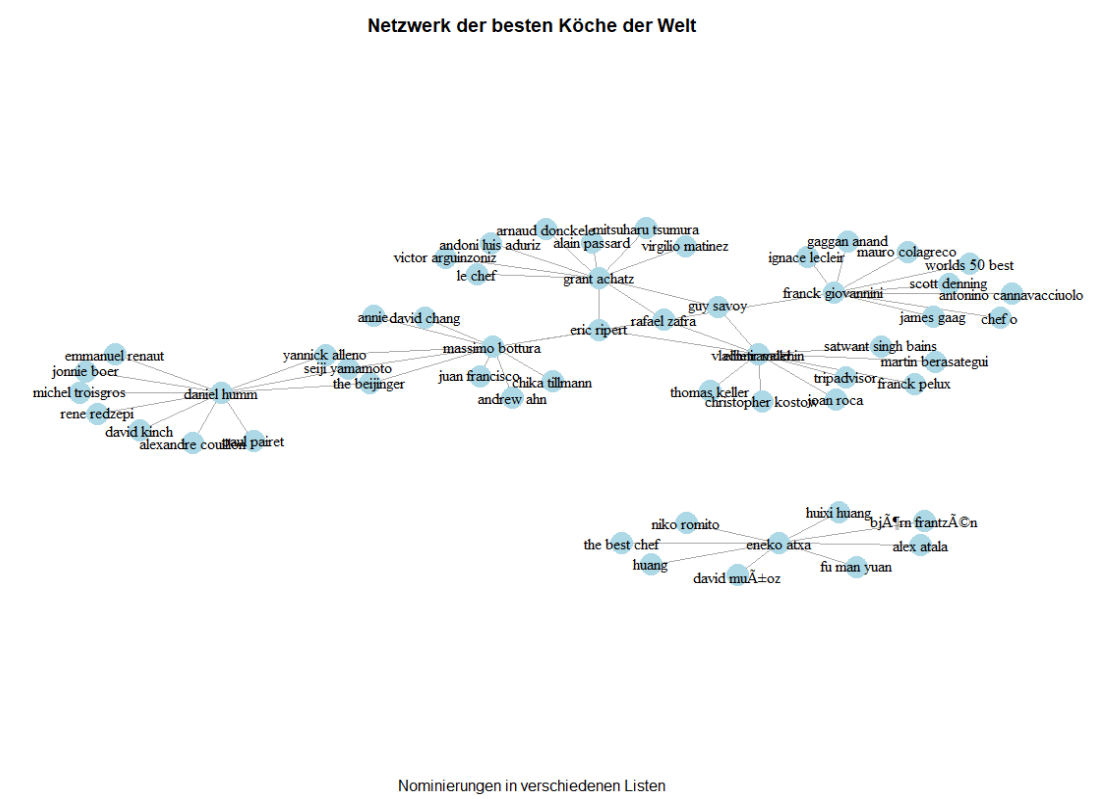 Netzwerk der besten Köche der Welt
arnaud donckele
mitsuharu tsumura
andoni luis aduriz
alain passard
virgilio matinez
victor arguinzoniz
le chef
grant achatz
gaggan anand
mauro colagreco
ignace lecleir
worlds 50 best
scott denning
franck giovannini
antonino cannavacciuolo
james gaag
chef o
guy savoy
rafael zafra
eric ripert
annie
david chang
massimo bottura
yannick alleno
seiji yamamoto
the beijinger
juan francisco
chika tillmann
andrew ahn
emmanuel renaut
jonnie boer
michel troisgros
daniel humm
rene redzepi
david kinch
alexandre couillon
paul pairet
satwant singh bains
martin berasategui
tripadvisor
franck pelux
thomas keller
christopher kostow
joan roca
huixi huang
niko romito
bjÃ¶rn frantzÃ©n
the best chef
eneko atxa
alex atala
huang
fu man yuan
david muÃ±oz
Nominierungen in verschiedenen Listen